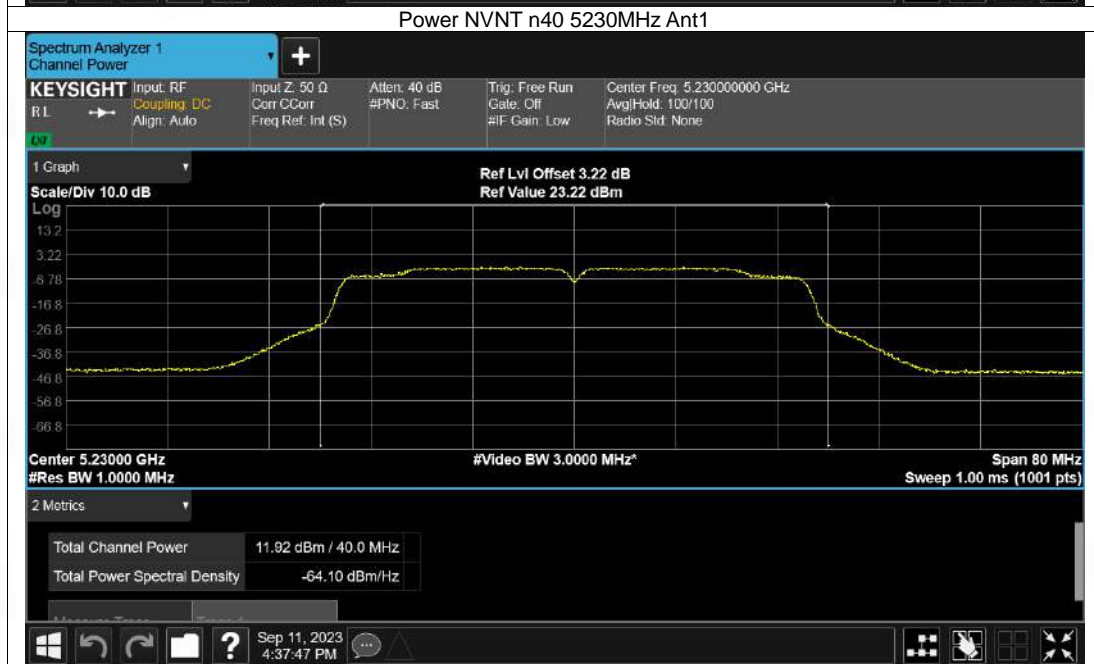 Power NVNT n40 5230MHz Ant1
Spectrum Analyzer 1
Channel Power
+
KEYSIGHT Input: RF Input Z: 50 Ω Atten: 40 dB Trig: Free Run Center Freq: 5.230000000 GHz
RL Coupling: DC Corr CCorr #PNO: Fast Gate: Off Avg|Hold: 100/100
Align: Auto Freq Ref: Int (S) #IF Gain: Low Radio Std: None
1 Graph
Ref Lvl Offset 3.22 dB
Scale/Div 10.0 dB Ref Value 23.22 dBm
Log
13.2
3.22
-6.78
-16.8
-26.8
-36.8
-46.8
-56.8
-66.8
Center 5.23000 GHz #Video BW 3.0000 MHz* Span 80 MHz
#Res BW 1.0000 MHz Sweep 1.00 ms (1001 pts)
2 Metrics
Total Channel Power 11.92 dBm / 40.0 MHz
Total Power Spectral Density -64.10 dBm/Hz
?
Sep 11, 2023
4:37:47 PM